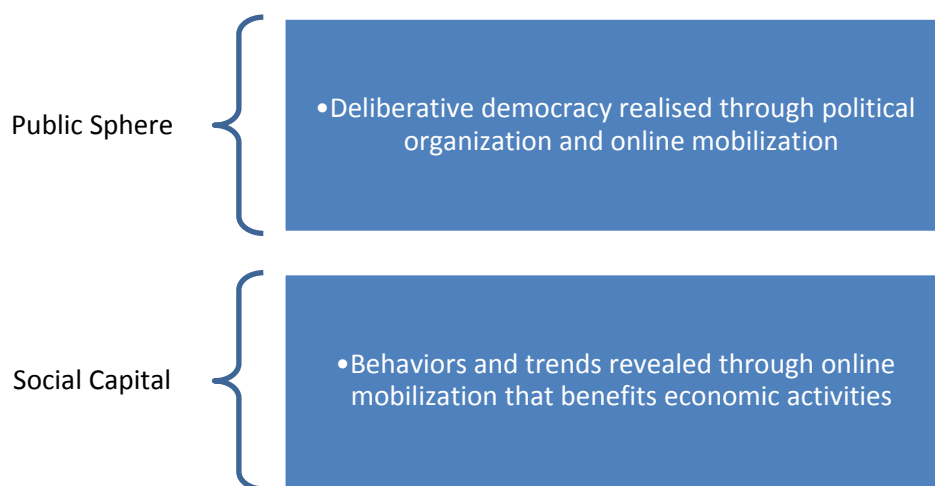 Public Sphere
•Deliberative democracy realised through political
organization and online mobilization
Social Capital
•Behaviors and trends revealed through online
mobilization that benefits economic activities